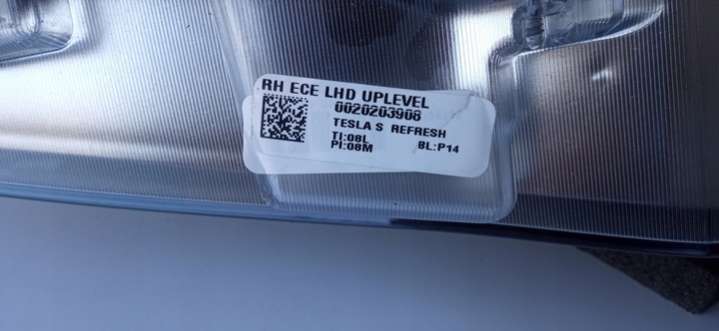 RH ECE LHD UPLEVEL
0020203908
TESLA S REFRESH
TI:08L BL:P14
PI:08M